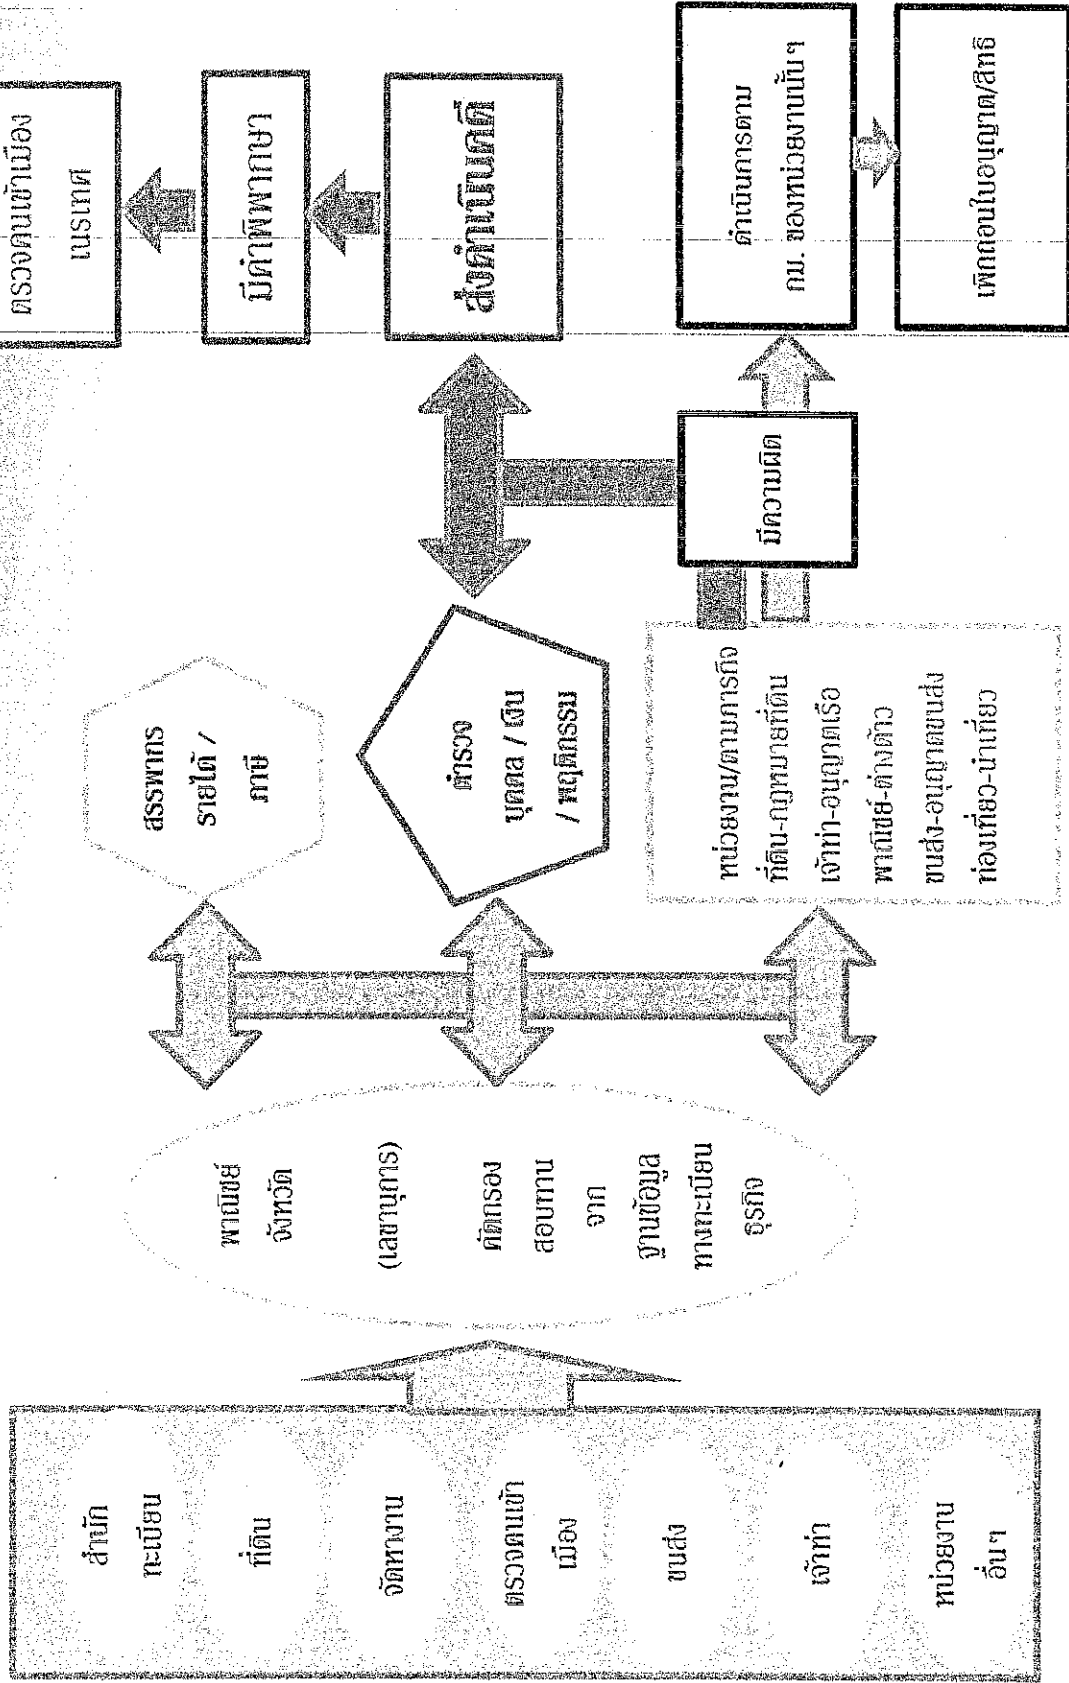 สำนัก
ทะเบียน
ที่ดิน
จัดหางาน
ตรวจคนเข้า
เมือง
ขนส่ง
เจ้าท่า
หน่วยงาน
อื่นๆ
พาณิชย์
จังหวัด
(เลขานุการ)
คัดกรอง
สอบทาน
จาก
ฐานข้อมูล
ทางทะเบียน
ธุรกิจ
สรรพากร
รายได้ /
ภาษี
ตำรวจ
บุคคล / เงิน
/ พฤติกรรม
หน่วยงาน/ตามภารกิจ
ที่ดิน-กฎหมายที่ดิน
เจ้าท่า-อนุญาตเรือ
พาณิชย์-ต่างด้าว
ขนส่ง-อนุญาตขนส่ง
ท่องเที่ยว-นำเที่ยว
มีความผิด
ตรวจคนเข้าเมือง
เนรเทศ
มีคำพิพากษา
ส่งดำเนินคดี
ดำเนินการตาม
กม. ของหน่วยงานนั้น ๆ
เพิกถอนใบอนุญาต/สิทธิ